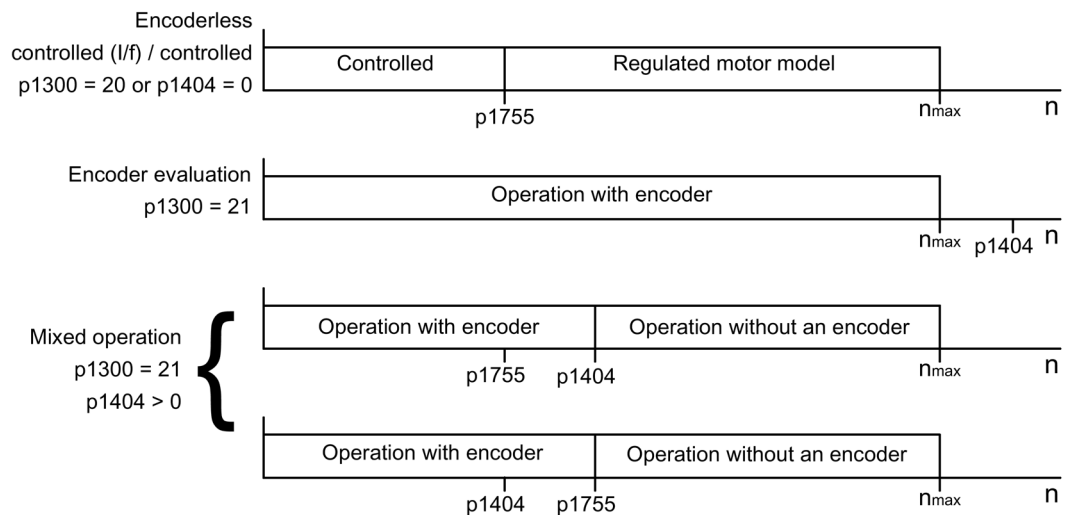 Encoderless
controlled (I/f) / controlled
p1300 = 20 or p1404 = 0
Controlled
Regulated motor model
p1755
nmax
n
Encoder evaluation
p1300 = 21
Operation with encoder
nmax
p1404
n
Mixed operation
p1300 = 21
p1404 > 0
{
Operation with encoder
Operation without an encoder
p1755
p1404
nmax
n
Operation with encoder
Operation without an encoder
p1404
p1755
nmax
n